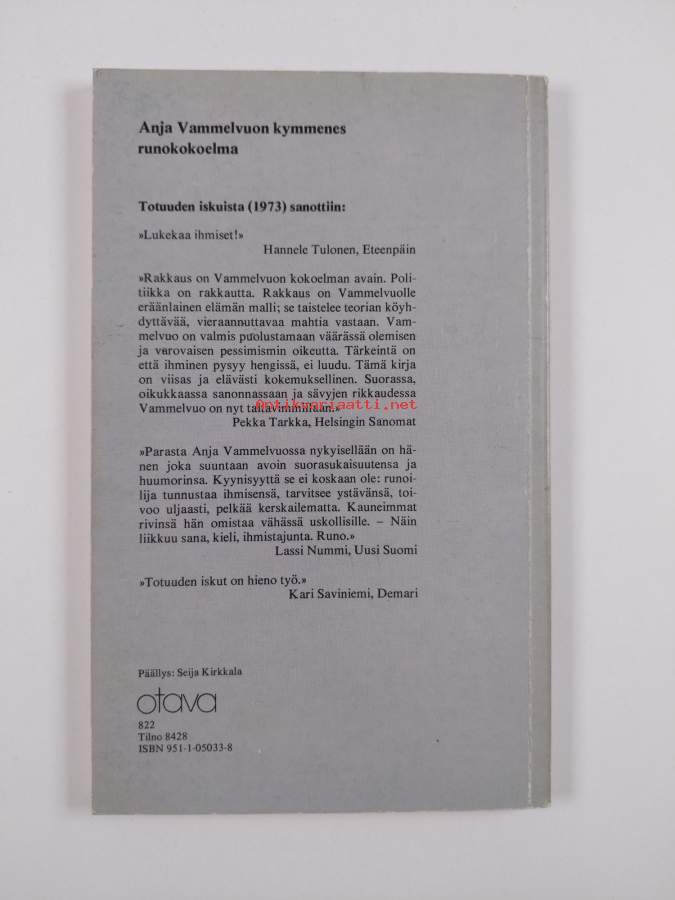 Anja Vammelvuon kymmenes
runokokoelma
Totuuden iskuista (1973) sanottiin:
»Lukekaa ihmiset!»
Hannele Tulonen, Eteenpäin
»Rakkaus on Vammelvuon kokoelman avain. Poli-
tiikka on rakkautta. Rakkaus on Vammelvuolle
eräänlainen elämän malli; se taistelee teorian köyh-
dyttävää, vieraannuttavaa mahtia vastaan. Vam-
melvuo on valmis puolustamaan väärässä olemisen
ja varovaisen pessimismin oikeutta. Tärkeintä on
että ihminen pysyy hengissä, ei luudu. Tämä kirja
on viisas ja elävästi kokemuksellinen. Suorassa,
oikukkaassa sanonnassaan ja sävyjen rikkaudessa
Vammelvuo on nyt
antikvariaatti.net
Pekka Tarkka, Helsingin Sanomat
»Parasta Anja Vammelvuossa nykyisellään on hä-
nen joka suuntaan avoin suorasukaisuutensa ja
huumorinsa. Kyynisyyttä se ei koskaan ole: runoi-
lija tunnustaa ihmisensä, tarvitsee ystävänsä, toi-
voo uljaasti, pelkää kerskailematta. Kauneimmat
rivinsä hän omistaa vähässä uskollisille. – Näin
liikkuu sana, kieli, ihmistajunta. Runo.»
Lassi Nummi, Uusi Suomi
»Totuuden iskut on hieno työ.»
Kari Saviniemi, Demari
Päällys: Seija Kirkkala
otava
822
Tilno 8428
ISBN 951-1-05033-8